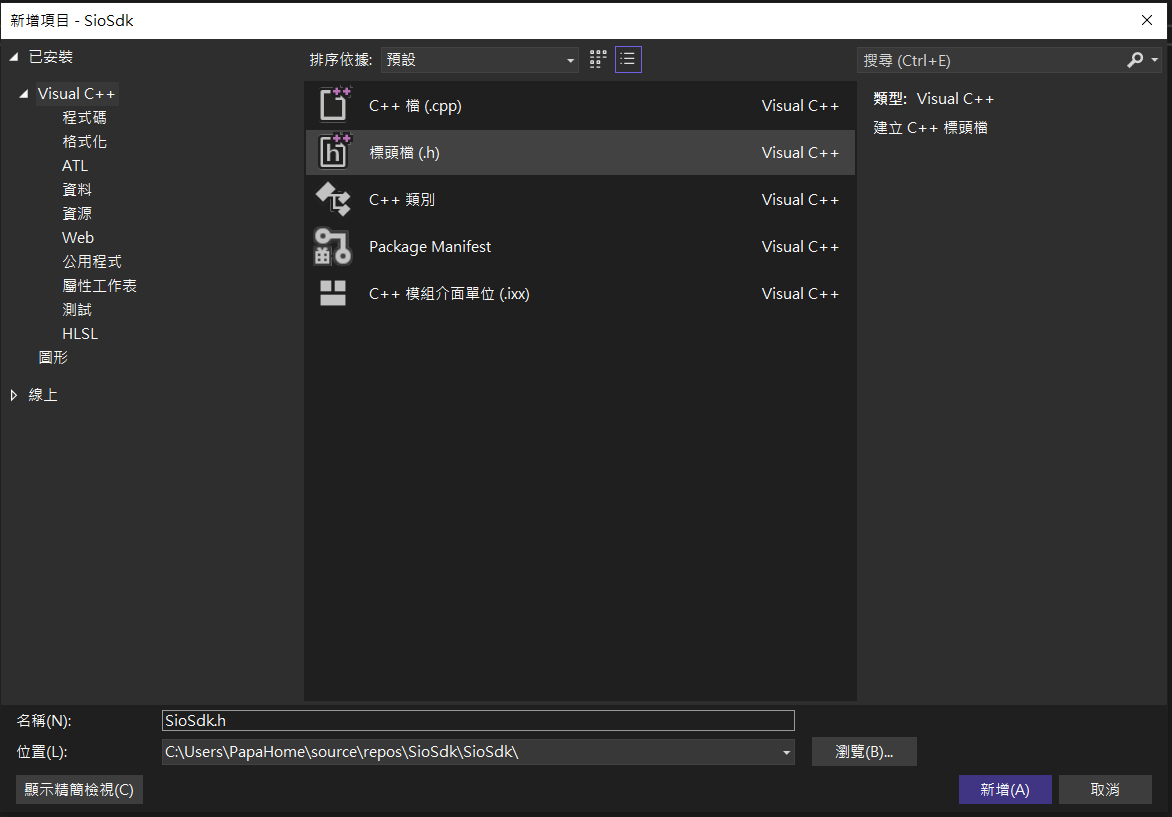 新增項目 - SioSdk
已安裝
排序依據: 預設
搜尋 (Ctrl+E)
Visual C++
程式碼
格式化
ATL
資料
資源
Web
公用程式
屬性工作表
測試
HLSL
圖形
線上
C++ 檔 (.cpp) Visual C++
標頭檔 (.h) Visual C++
C++ 類別 Visual C++
Package Manifest Visual C++
C++ 模組介面單位 (.ixx) Visual C++
類型: Visual C++
建立 C++ 標頭檔
名稱(N): SioSdk.h
位置(L): C:\Users\PapaHome\source\repos\SioSdk\SioSdk\ 瀏覽(B)...
顯示精簡檢視(C) 新增(A) 取消